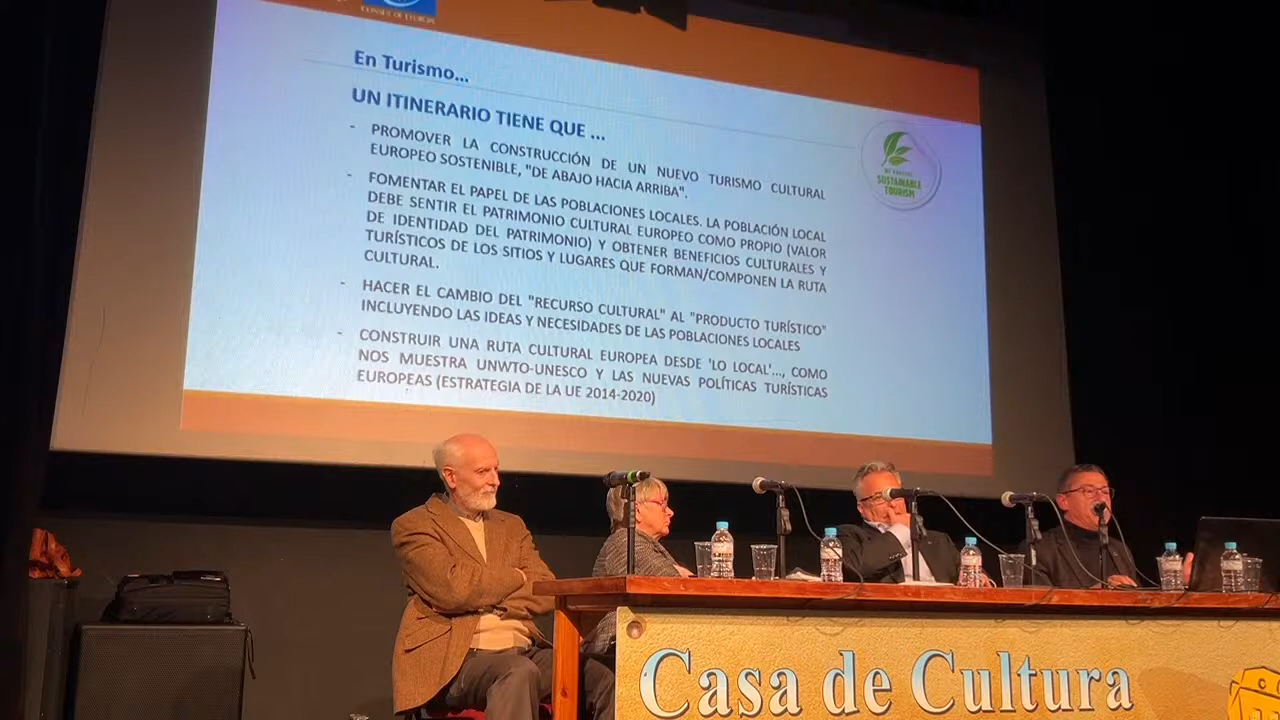 CONSEIL DE L'EUROPE
En Turismo...
UN ITINERARIO TIENE QUE ...
- PROMOVER LA CONSTRUCCIÓN DE UN NUEVO TURISMO CULTURAL
EUROPEO SOSTENIBLE, "DE ABAJO HACIA ARRIBA".
- FOMENTAR EL PAPEL DE LAS POBLACIONES LOCALES. LA POBLACIÓN LOCAL
DEBE SENTIR EL PATRIMONIO CULTURAL EUROPEO COMO PROPIO (VALOR
DE IDENTIDAD DEL PATRIMONIO) Y OBTENER BENEFICIOS CULTURALES Y
TURÍSTICOS DE LOS SITIOS Y LUGARES QUE FORMAN/COMPONEN LA RUTA
CULTURAL.
- HACER EL CAMBIO DEL "RECURSO CULTURAL" AL "PRODUCTO TURÍSTICO"
INCLUYENDO LAS IDEAS Y NECESIDADES DE LAS POBLACIONES LOCALES
- CONSTRUIR UNA RUTA CULTURAL EUROPEA DESDE 'LO LOCAL'..., COMO
NOS MUESTRA UNWTO-UNESCO Y LAS NUEVAS POLÍTICAS TURÍSTICAS
EUROPEAS (ESTRATEGIA DE LA UE 2014-2020)
SUSTAINABLE
TOURISM
Casa de Cultura